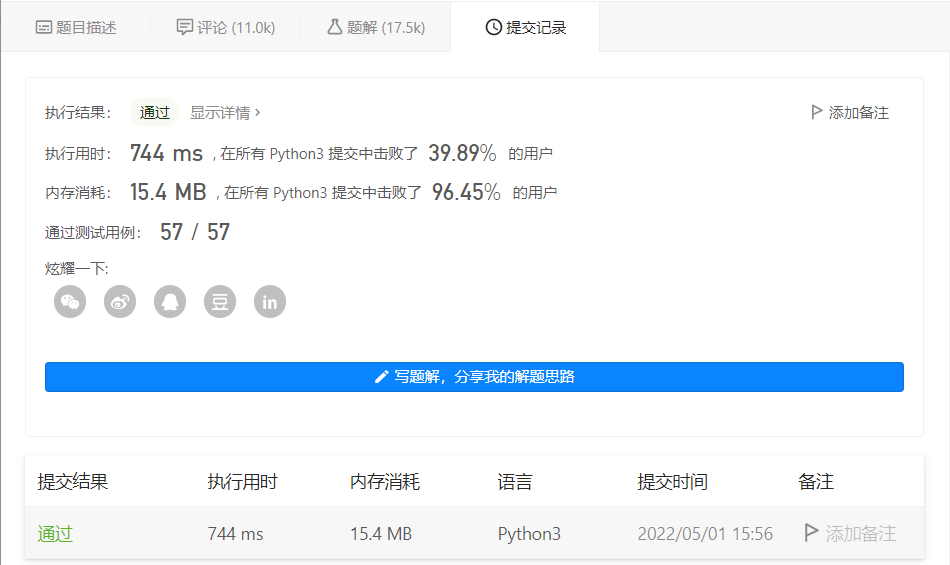 题目描述 评论 (11.0k) 题解 (17.5k) 提交记录
执行结果： 通过 显示详情 › 添加备注
执行用时： 744 ms , 在所有 Python3 提交中击败了 39.89% 的用户
内存消耗： 15.4 MB , 在所有 Python3 提交中击败了 96.45% 的用户
通过测试用例： 57 / 57
炫耀一下:
豆 in
写题解，分享我的解题思路
提交结果 执行用时 内存消耗 语言 提交时间 备注
通过 744 ms 15.4 MB Python3 2022/05/01 15:56 添加备注